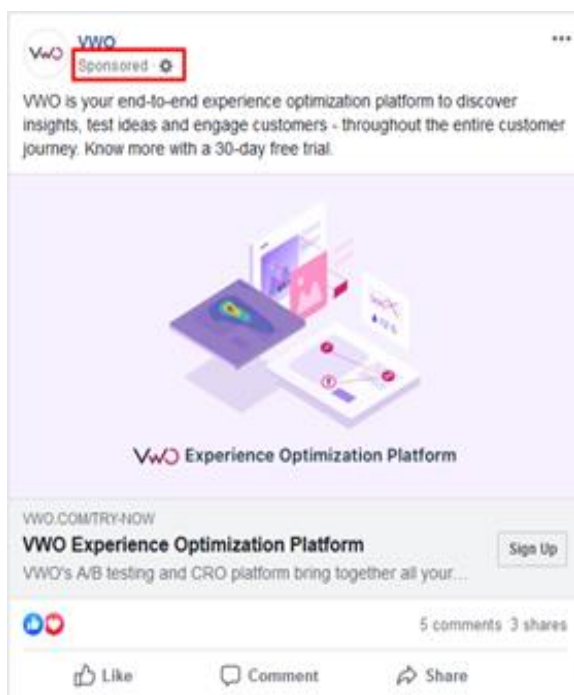 VWO
VWO
Sponsored ·
VWO is your end-to-end experience optimization platform to discover
insights, test ideas and engage customers - throughout the entire customer
journey. Know more with a 30-day free trial.
VWO Experience Optimization Platform
VWO.COM/TRY-NOW
VWO Experience Optimization Platform
Sign Up
VWO's A/B testing and CRO platform bring together all your...
5 comments 3 shares
Like Comment Share